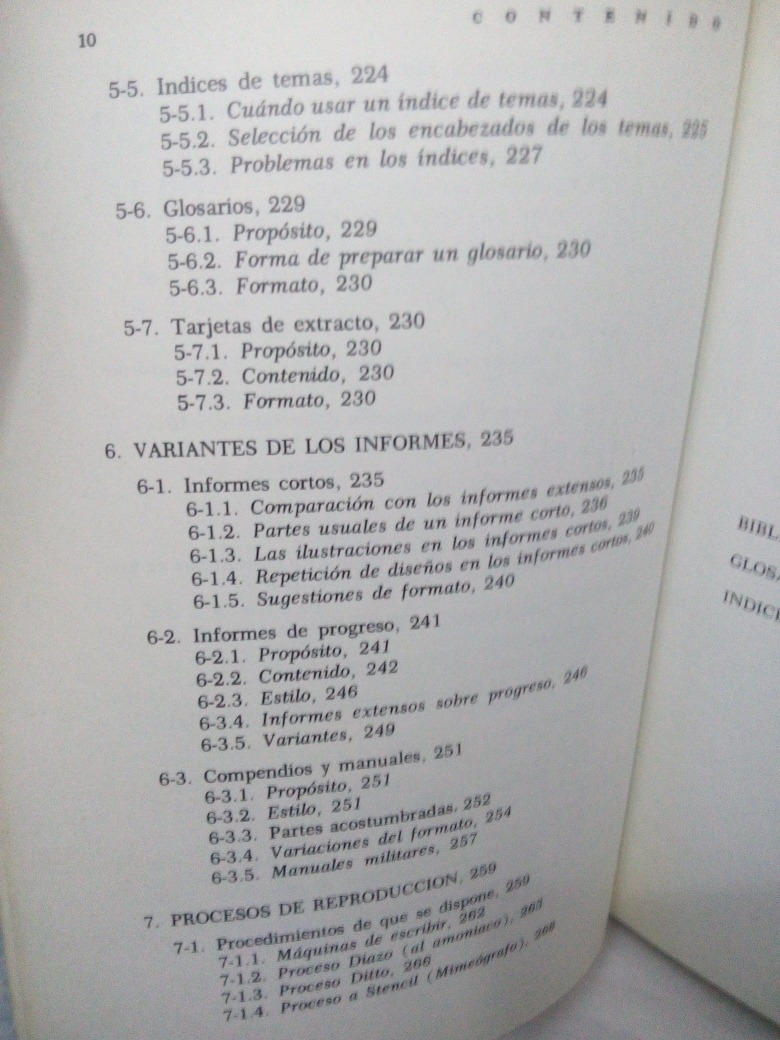 10
CONTENIDO
5-5. Indices de temas, 224
5-5.1. Cuándo usar un índice de temas, 224
5-5.2. Selección de los encabezados de los temas, 225
5-5.3. Problemas en los índices, 227
5-6. Glosarios, 229
5-6.1. Propósito, 229
5-6.2. Forma de preparar un glosario, 230
5-6.3. Formato, 230
5-7. Tarjetas de extracto, 230
5-7.1. Propósito, 230
5-7.2. Contenido, 230
5-7.3. Formato, 230
6. VARIANTES DE LOS INFORMES, 235
6-1. Informes cortos, 235
6-1.1. Comparación con los informes extensos, 235
6-1.2. Partes usuales de un informe corto, 236
6-1.3. Las ilustraciones en los informes cortos, 239
6-1.4. Repetición de diseños en los informes cortos, 240
6-1.5. Sugestiones de formato, 240
6-2. Informes de progreso, 241
6-2.1. Propósito, 241
6-2.2. Contenido, 242
6-2.3. Estilo, 246
6-3.4. Informes extensos sobre progreso, 246
6-3.5. Variantes, 249
6-3. Compendios y manuales, 251
6-3.1. Propósito, 251
6-3.2. Estilo, 251
6-3.3. Partes acostumbradas, 252
6-3.4. Variaciones del formato, 254
6-3.5. Manuales militares, 257
7. PROCESOS DE REPRODUCCION, 259
7-1. Procedimientos de que se dispone, 259
7-1.1. Máquinas de escribir, 262
7-1.2. Proceso Diazo (al amoniaco), 263
7-1.3. Proceso Ditto, 266
7-1.4. Proceso a Stencil (Mimeógrafo), 268